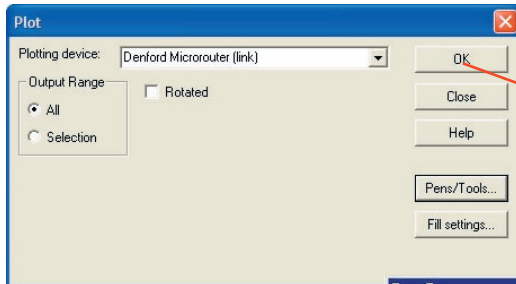 Plot
Plotting device: Denford Microrouter (link) OK
Output Range Rotated
All Close
Selection Help
Pens/Tools...
Fill settings...